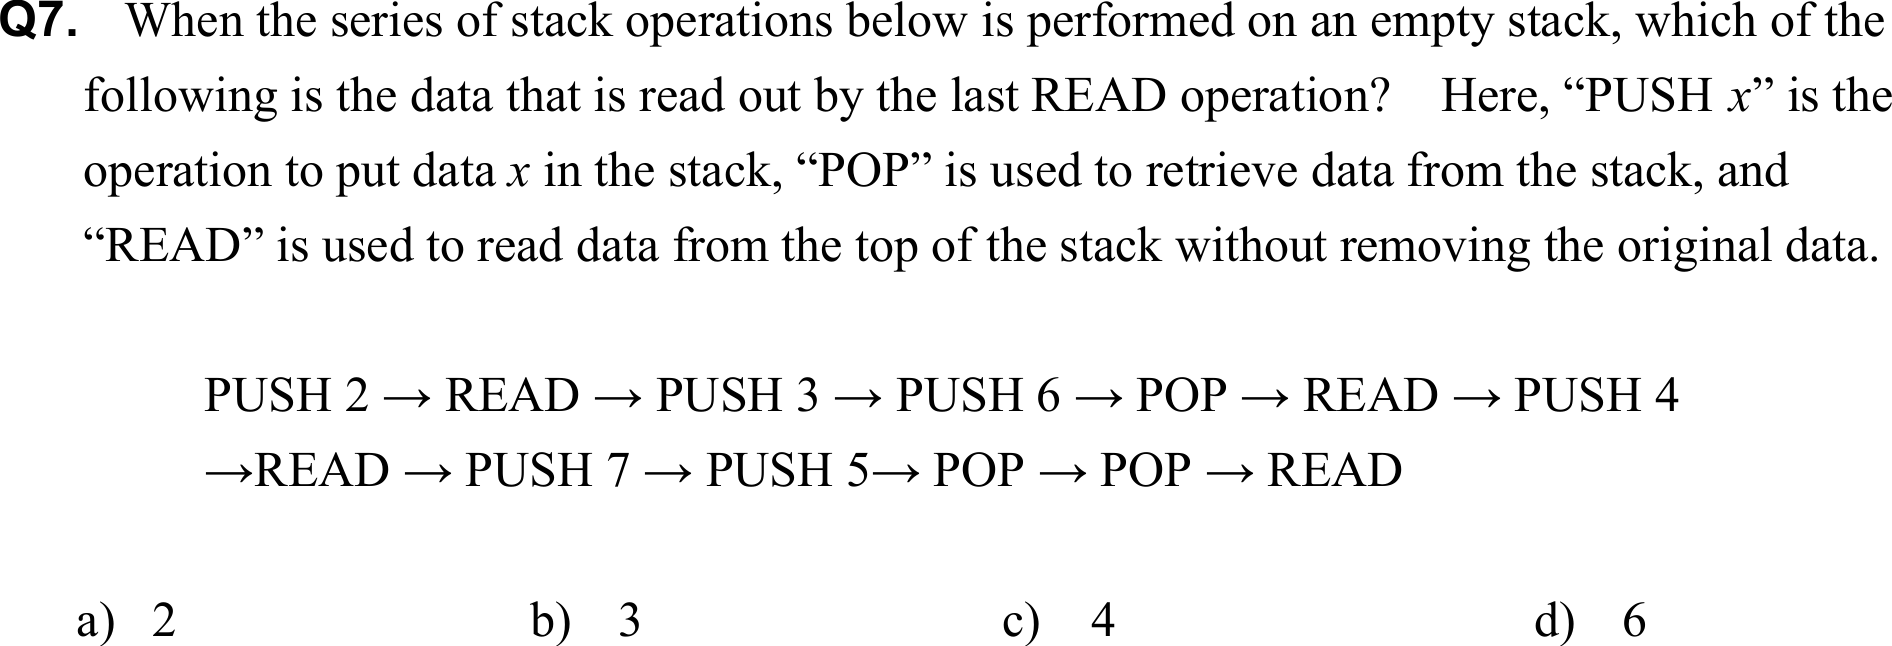 Q7. When the series of stack operations below is performed on an empty stack, which of the
following is the data that is read out by the last READ operation? Here, “PUSH x” is the
operation to put data x in the stack, “POP” is used to retrieve data from the stack, and
“READ” is used to read data from the top of the stack without removing the original data.
PUSH 2 → READ → PUSH 3 → PUSH 6 → POP → READ → PUSH 4
→READ → PUSH 7 → PUSH 5→ POP → POP → READ
a) 2 b) 3 c) 4 d) 6